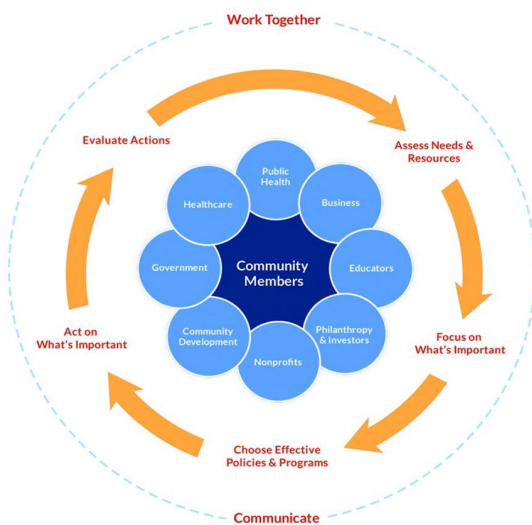 Work Together
Evaluate Actions
Assess Needs &
Resources
Public
Health
Healthcare
Business
Government
Community
Members
Educators
Community
Development
Philanthropy
& Investors
Nonprofits
Act on
What's Important
Focus on
What's Important
Choose Effective
Policies & Programs
Communicate